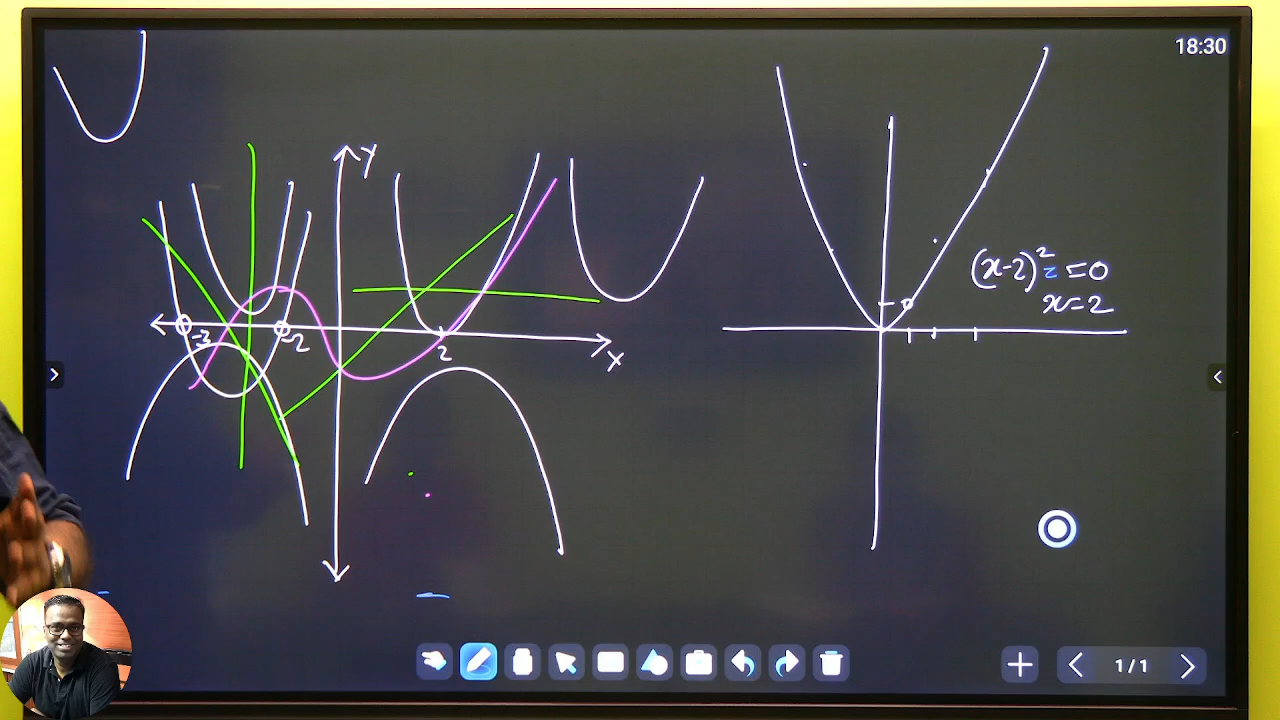 18:30
Y
(x-2)² = =0
x=2
-3
-2
2
X
1/1